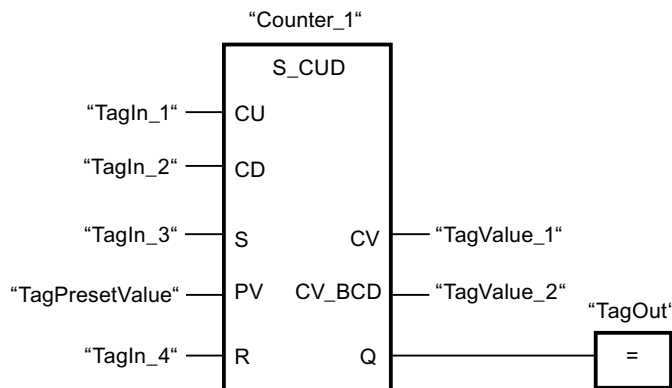 “Counter_1“
S_CUD
“TagIn_1“ CU
“TagIn_2“ CD
“TagIn_3“ S CV “TagValue_1“
“TagPresetValue“ PV CV_BCD “TagValue_2“
“TagOut“
“TagIn_4“ R Q =